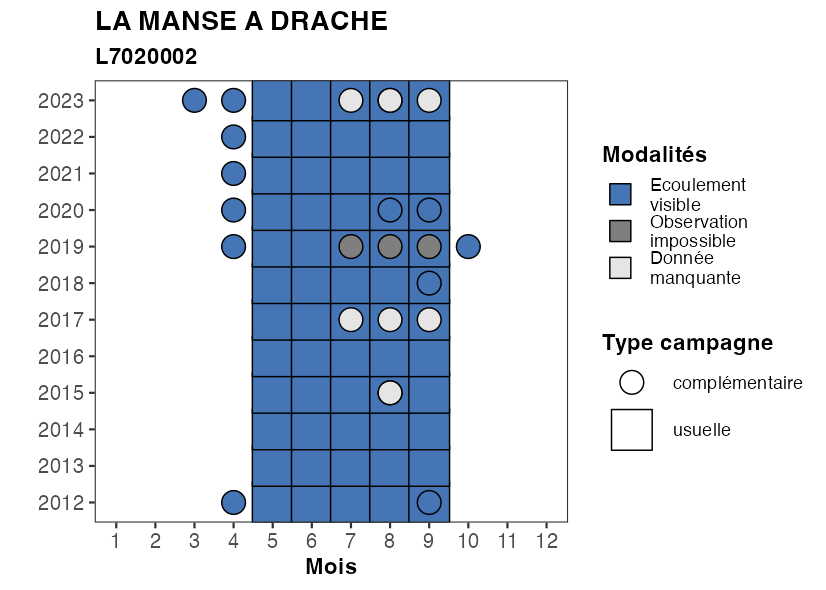 LA MANSE A DRACHE
L7020002
2023
2022
2021
2020
2019
2018
2017
2016
2015
2014
2013
2012
1 2 3 4 5 6 7 8 9 10 11 12
Mois
Modalités
Ecoulement
visible
Observation
impossible
Donnée
manquante
Type campagne
complémentaire
usuelle